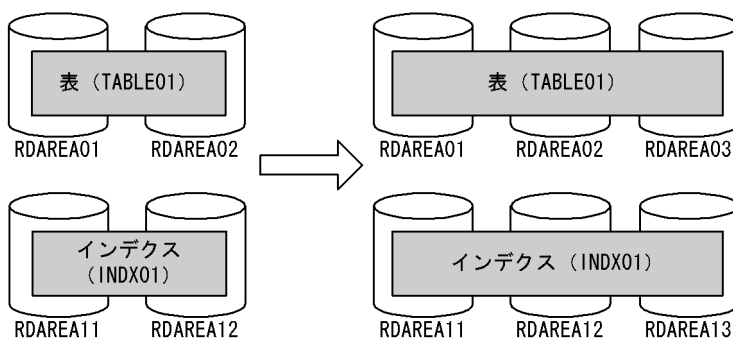 表（TABLE01）
RDAREA01
RDAREA02
インデクス
（INDX01）
RDAREA11
RDAREA12
表（TABLE01）
RDAREA01
RDAREA02
RDAREA03
インデクス（INDX01）
RDAREA11
RDAREA12
RDAREA13